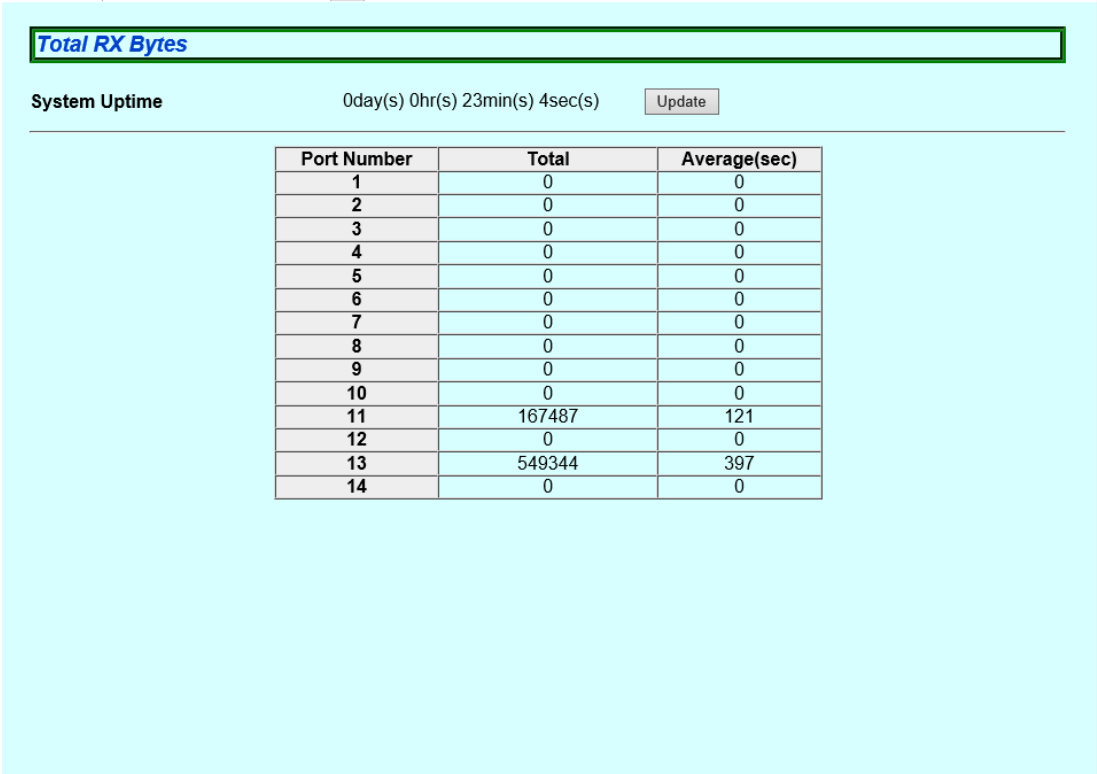 Total RX Bytes
System Uptime 0day(s) 0hr(s) 23min(s) 4sec(s) Update
Port Number Total Average(sec)
1 0 0
2 0 0
3 0 0
4 0 0
5 0 0
6 0 0
7 0 0
8 0 0
9 0 0
10 0 0
11 167487 121
12 0 0
13 549344 397
14 0 0